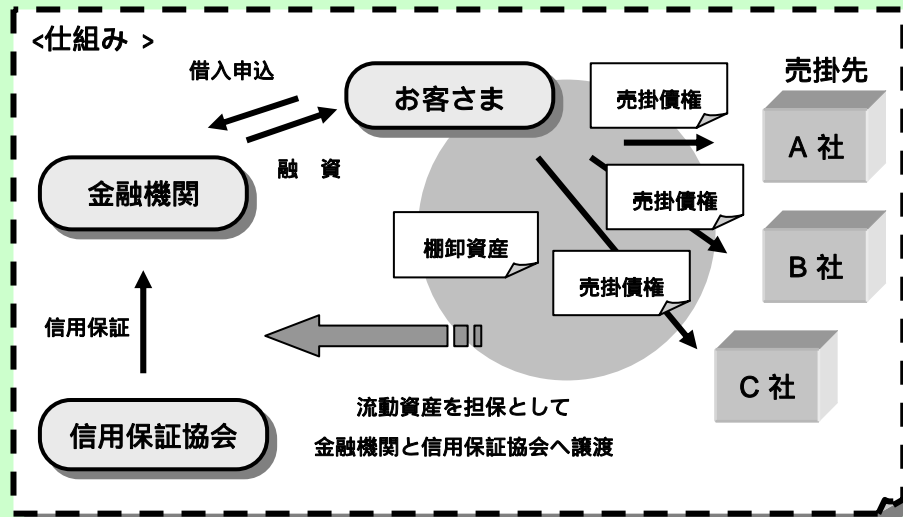 <仕組み >
借入申込
お客さま
売掛先
売掛債権
A 社
融 資
金融機関
売掛債権
棚卸資産
B 社
売掛債権
信用保証
C 社
流動資産を担保として
信用保証協会
金融機関と信用保証協会へ譲渡